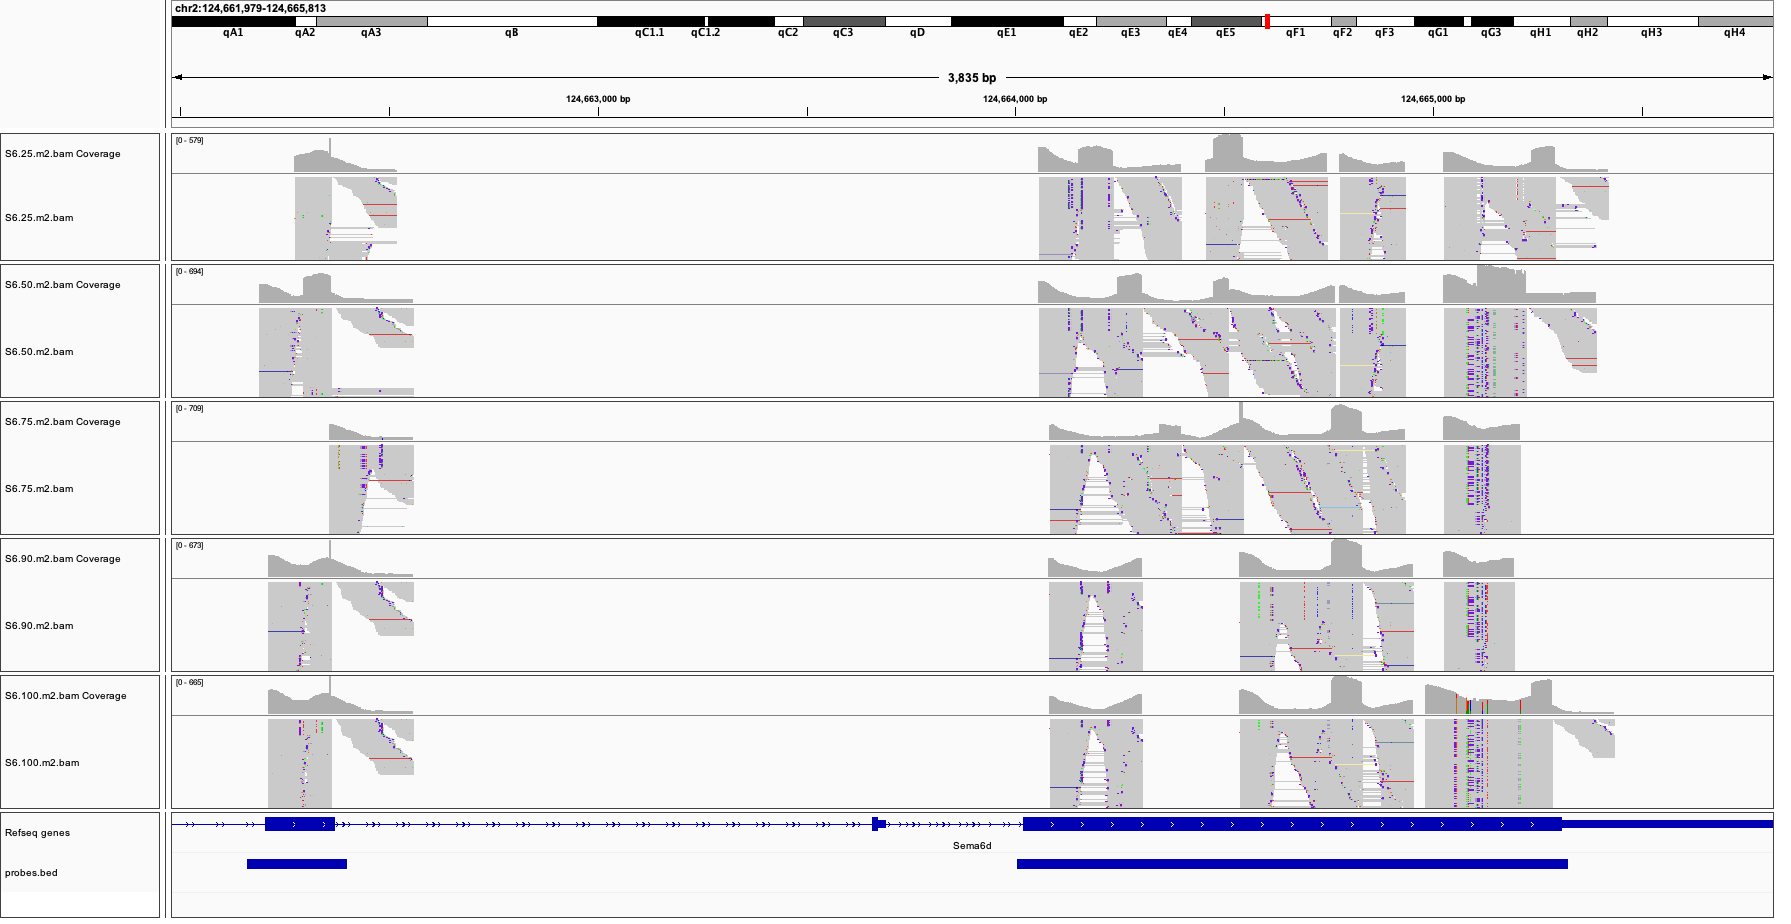 chr2:124,661,979-124,665,813
qA1 qA2 qA3 qB qC1.1 qC1.2 qC2 qC3 qD qE1 qE2 qE3 qE4 qE5 qF1 qF2 qF3 qG1 qG3 qH1 qH2 qH3 qH4
3,835 bp
124,663,000 bp 124,664,000 bp 124,665,000 bp
[0 - 579]
S6.25.m2.bam Coverage
S6.25.m2.bam
[0 - 694]
S6.50.m2.bam Coverage
S6.50.m2.bam
[0 - 709]
S6.75.m2.bam Coverage
S6.75.m2.bam
[0 - 673]
S6.90.m2.bam Coverage
S6.90.m2.bam
[0 - 665]
S6.100.m2.bam Coverage
S6.100.m2.bam
Refseq genes
Sema6d
probes.bed